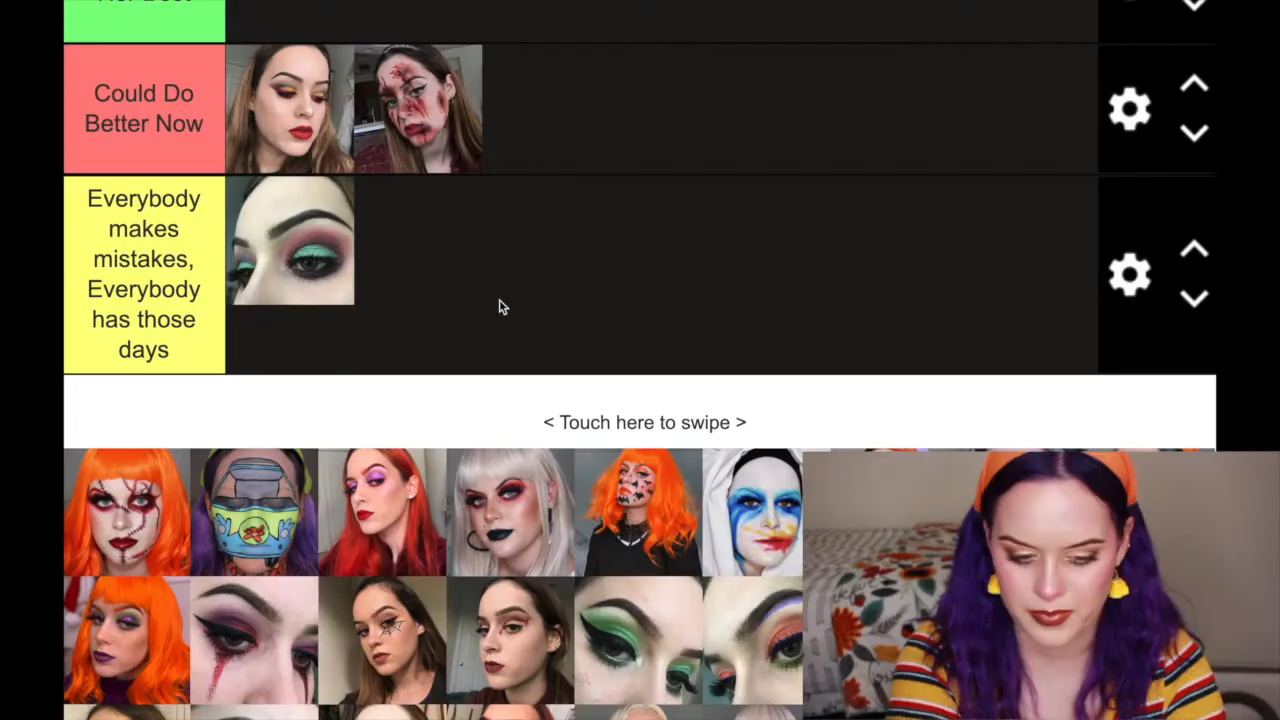 Could Do
Better Now
Everybody
makes
mistakes,
Everybody
has those
days
< Touch here to swipe >